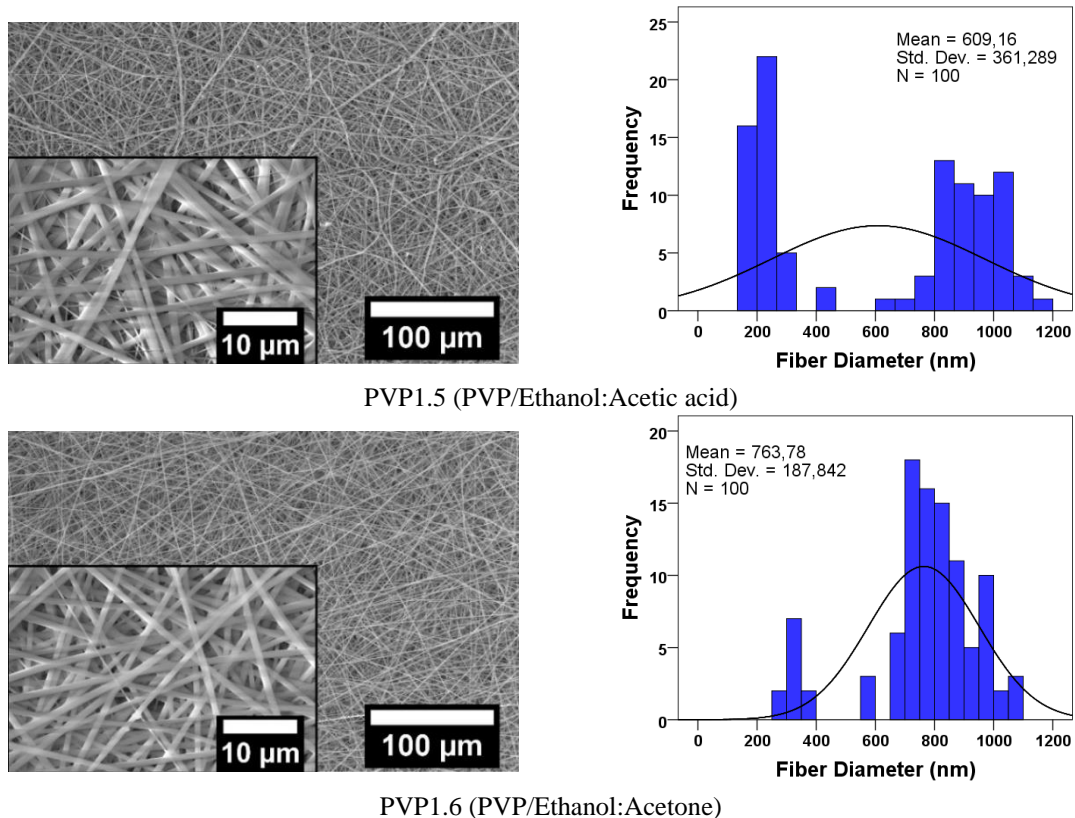 10 µm
100 µm
25
20
15
10
5
0
Frequency
Mean = 609,16
Std. Dev. = 361,289
N = 100
0 200 400 600 800 1000 1200
Fiber Diameter (nm)
PVP1.5 (PVP/Ethanol:Acetic acid)
10 µm
100 µm
20
15
10
5
0
Frequency
Mean = 763,78
Std. Dev. = 187,842
N = 100
0 200 400 600 800 1000 1200
Fiber Diameter (nm)
PVP1.6 (PVP/Ethanol:Acetone)